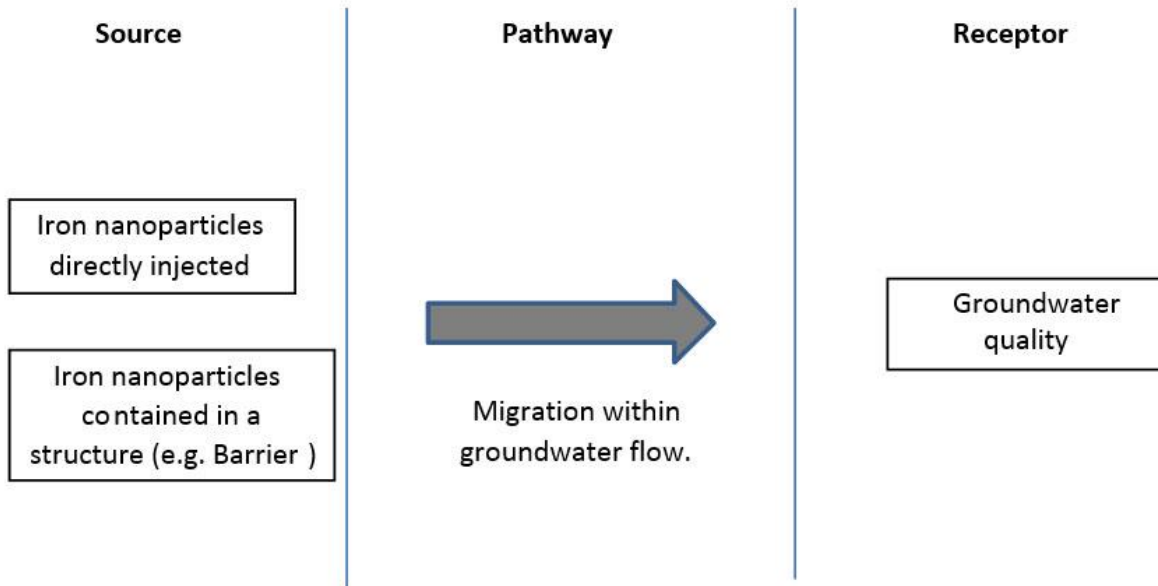 Source
Pathway
Receptor
Iron nanoparticles
directly injected
Iron nanoparticles
contained in a
structure (e.g. Barrier )
Migration within
groundwater flow.
Groundwater
quality